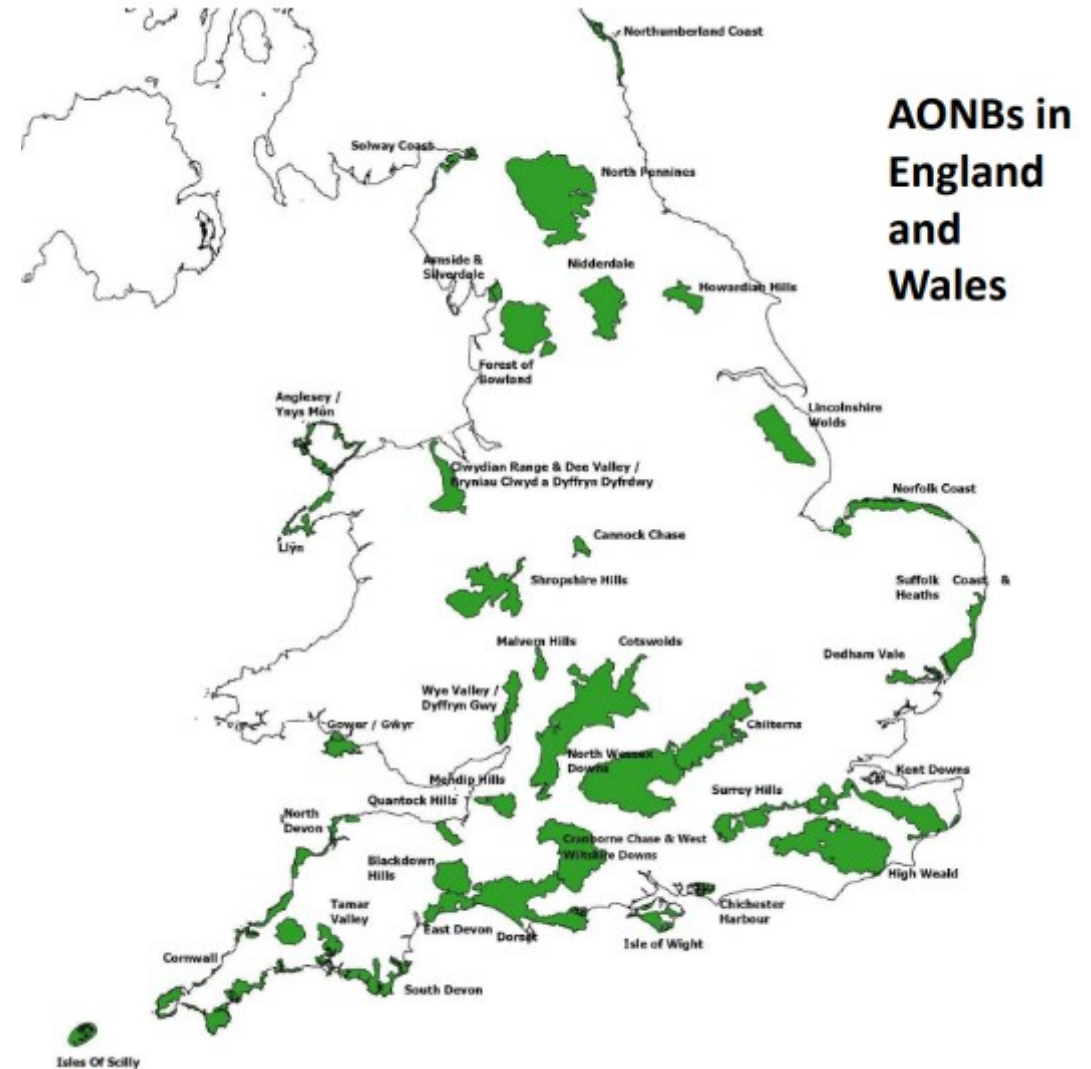 Northumberland Coast
AONBs in
England
and
Wales
Solway Coast
North Pennines
Arnside &
Silverdale
Nidderdale
Howardian Hills
Forest of
Bowland
Anglesey /
Ynys Môn
Lincolnshire
Wolds
Clwydian Range & Dee Valley /
Bryniau Clwyd a Dyffryn Dyfrdwy
Norfolk Coast
Llŷn
Cannock Chase
Shropshire Hills
Suffolk Coast &
Heaths
Malvern Hills
Cotswolds
Dedham Vale
Wye Valley /
Dyffryn Gwy
Gower / Gŵyr
Chilterns
North Wessex
Downs
Kent Downs
Mendip Hills
Surrey Hills
Quantock Hills
North
Devon
Cranborne Chase & West
Wiltshire Downs
Blackdown
Hills
High Weald
Tamar
Valley
Chichester
Harbour
East Devon
Dorset
Isle of Wight
Cornwall
South Devon
Isles Of Scilly